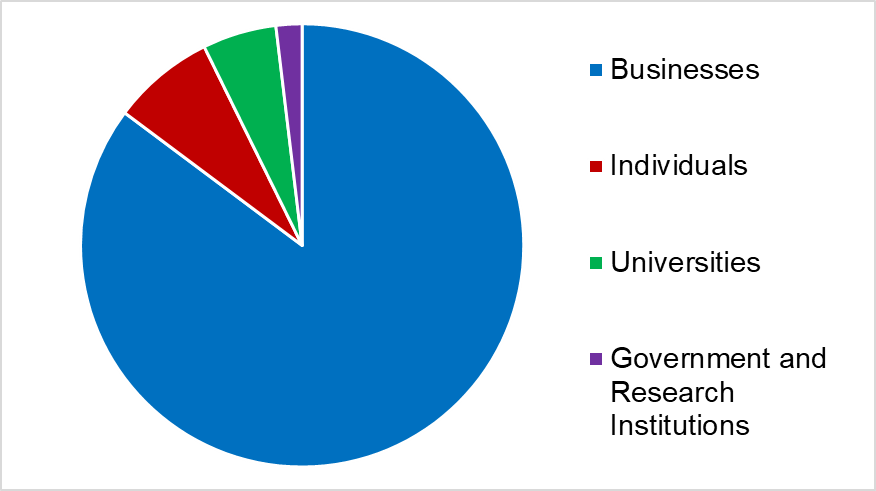 Businesses
Individuals
Universities
Government and
Research
Institutions